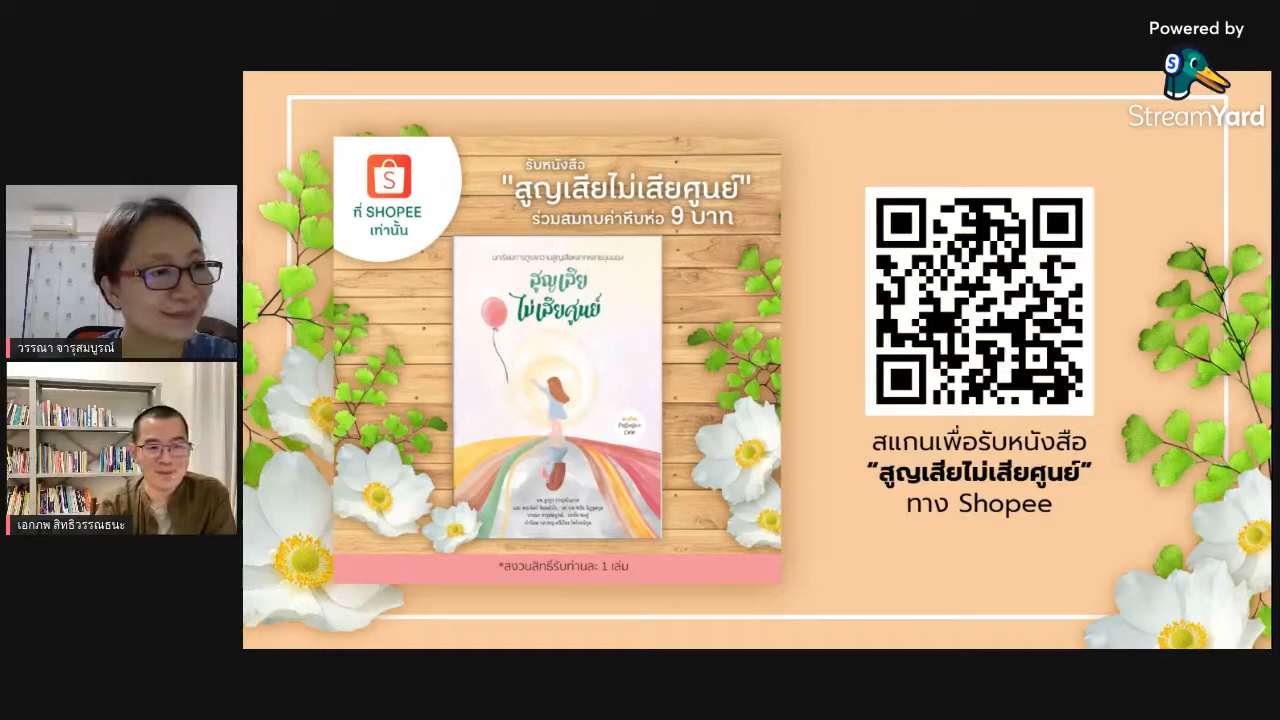 Powered by
StreamYard
S
ที่ SHOPEE
เท่านั้น
รับหนังสือ
"สูญเสียไม่เสียศูนย์"
ร่วมสมทบค่าหีบห่อ 9 บาท
สูญเสีย
ไม่เสียศูนย์
Palliative
Care
*สงวนสิทธิ์รับท่านละ 1 เล่ม
สแกนเพื่อรับหนังสือ
“สูญเสียไม่เสียศูนย์”
ทาง Shopee
วรรณา จารุสมบูรณ์
เอกภพ สิทธิวรรณธนะ